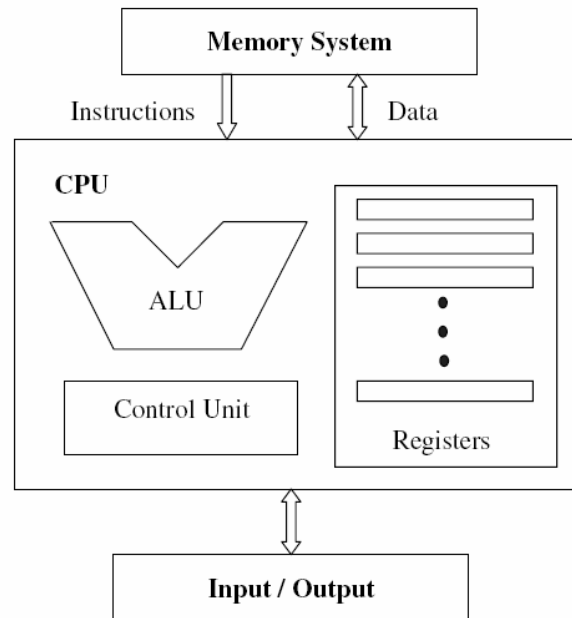 Memory System
Instructions
Data
CPU
ALU
Control Unit
Registers
Input / Output